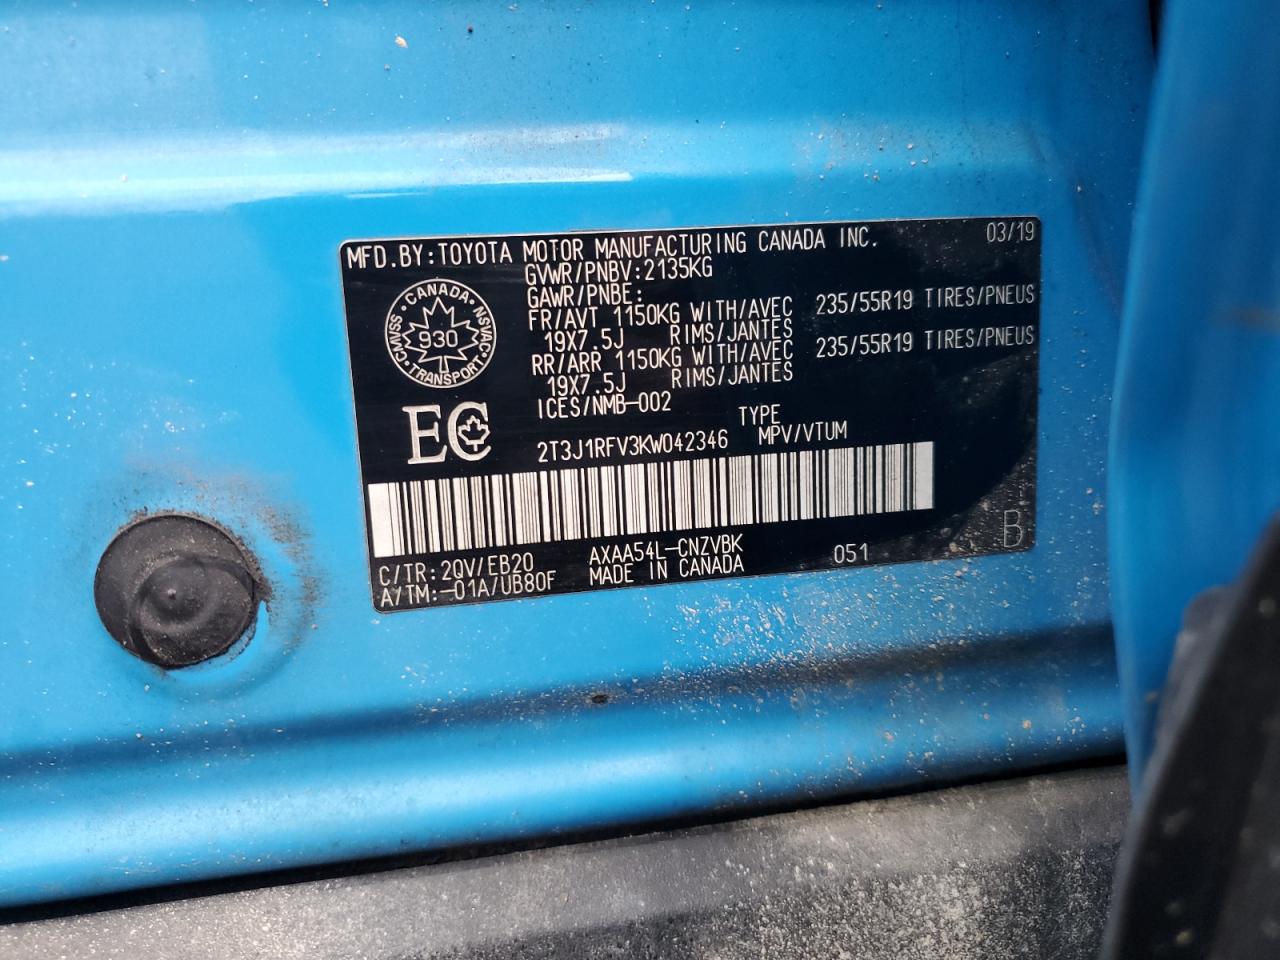 MFD.BY:TOYOTA MOTOR MANUFACTURING CANADA INC. 03/19
GVWR/PNBV:2135KG
GAWR/PNBE:
FR/AVT 1150KG WITH/AVEC 235/55R19 TIRES/PNEUS
19X7.5J RIMS/JANTES
RR/ARR 1150KG WITH/AVEC 235/55R19 TIRES/PNEUS
19X7.5J RIMS/JANTES
ICES/NMB-002
CANADA
CMVSS 930 NSVAC
TRANSPORT
EC
TYPE
2T3J1RFV3KW042346 MPV/VTUM
C/TR:2QV/EB20 AXAA54L-CNZVBK 051 B
A/TM:-01A/UB80F MADE IN CANADA